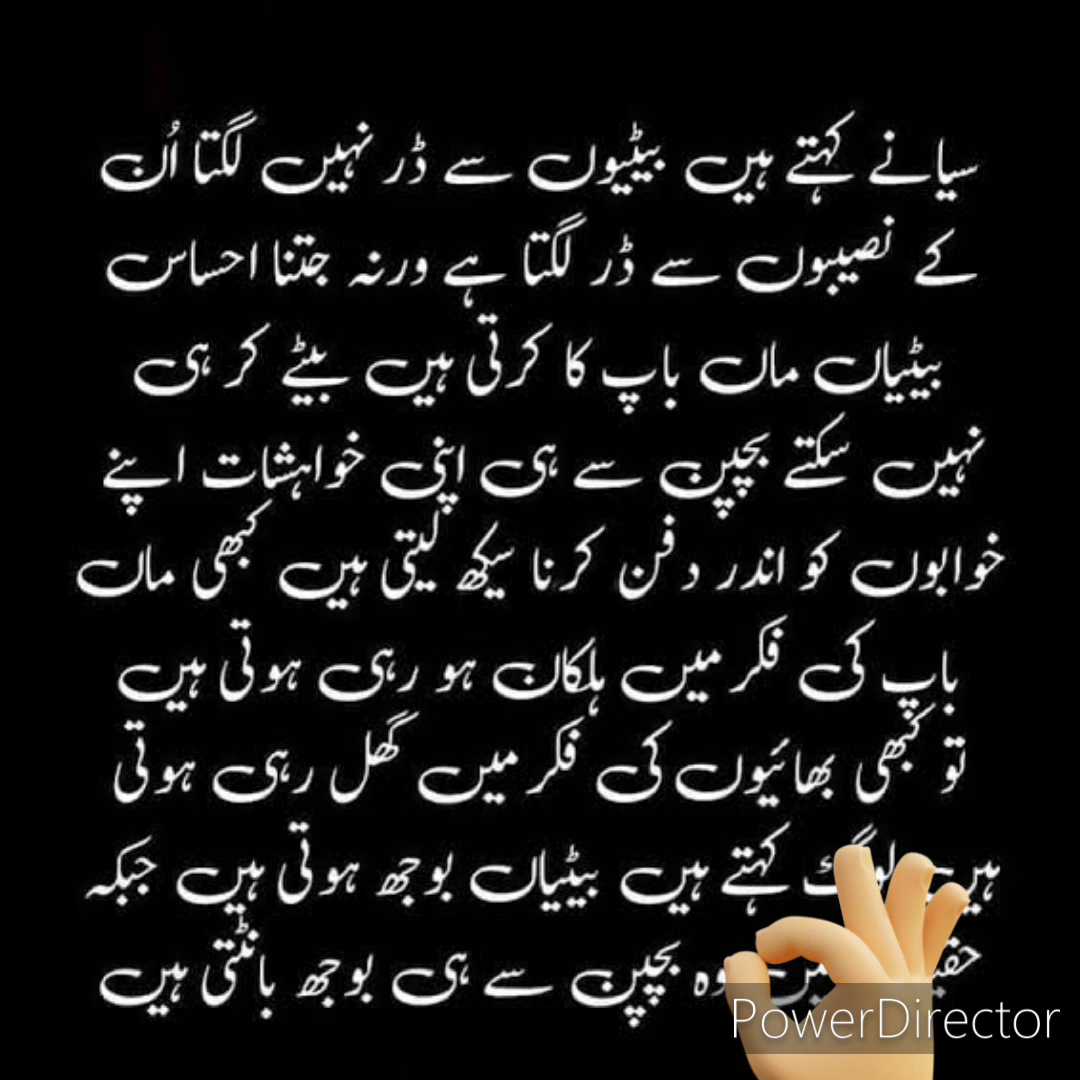 سیانے کہتے ہیں بیٹیوں سے ڈر نہیں لگتا اُن
کے نصیبوں سے ڈر لگتا ہے ورنہ جتنا احساس
بیٹیاں ماں باپ کا کرتی ہیں بیٹے کر ہی
نہیں سکتے بچپن سے ہی اپنی خواہشات اپنے
خوابوں کو اندر دفن کرنا سیکھ لیتی ہیں کبھی ماں
باپ کی فکر میں ہلکان ہو رہی ہوتی ہیں
تو کبھی بھائیوں کی فکر میں گھل رہی ہوتی
ہیں لوگ کہتے ہیں بیٹیاں بوجھ ہوتی ہیں جبکہ
وہ بچپن سے ہی بوجھ بانٹتی ہیں
PowerDirector